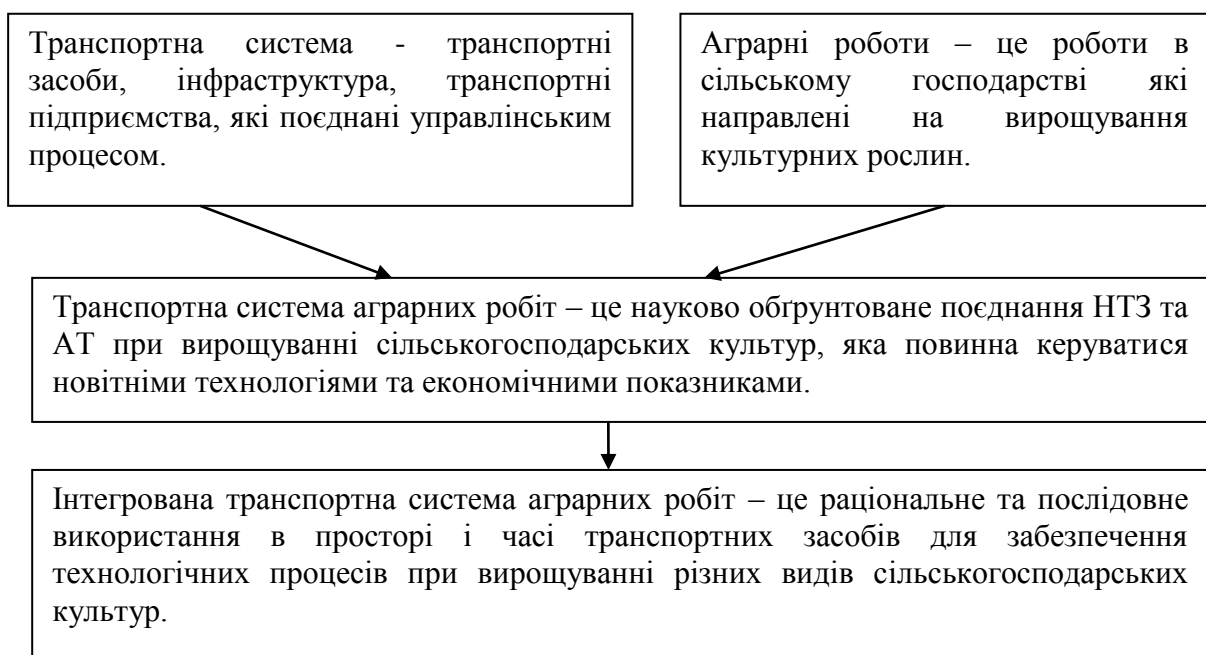 Транспортна система - транспортні
засоби, інфраструктура, транспортні
підприємства, які поєднані управлінським
процесом.
Аграрні роботи – це роботи в
сільському господарстві які
направлені на вирощування
культурних рослин.
Транспортна система аграрних робіт – це науково обґрунтоване поєднання НТЗ та
АТ при вирощуванні сільськогосподарських культур, яка повинна керуватися
новітніми технологіями та економічними показниками.
Інтегрована транспортна система аграрних робіт – це раціональне та послідовне
використання в просторі і часі транспортних засобів для забезпечення
технологічних процесів при вирощуванні різних видів сільськогосподарських
культур.